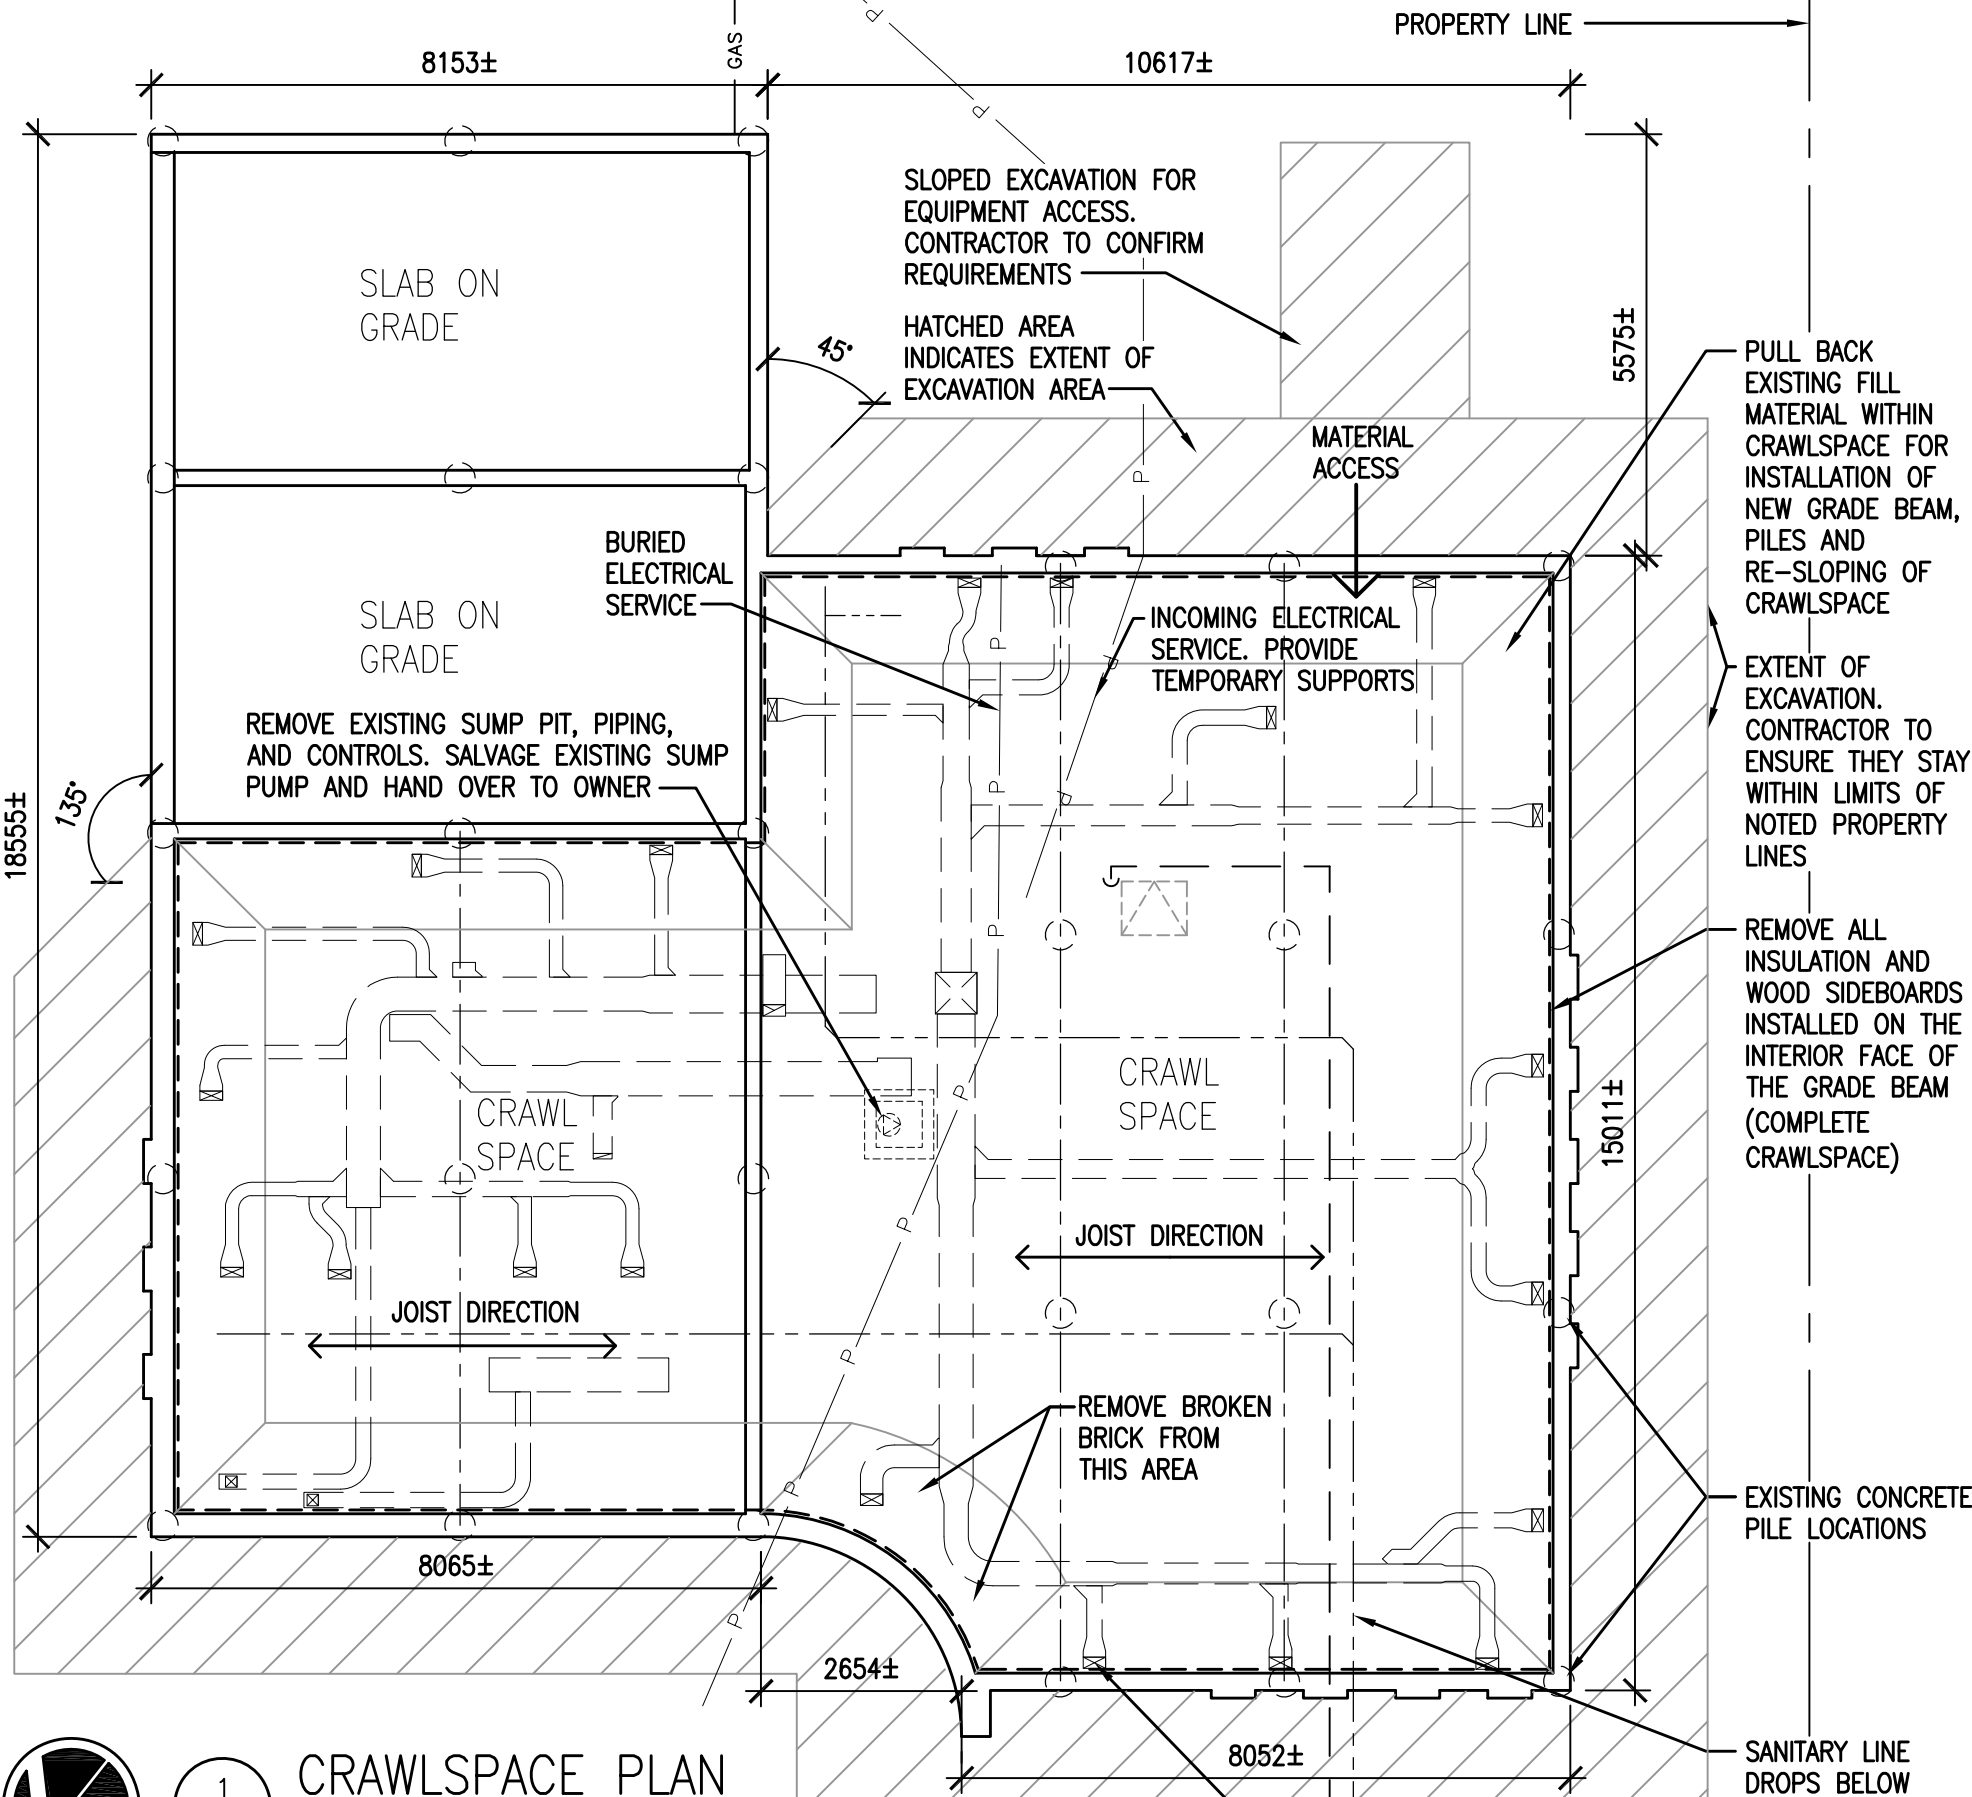 PROPERTY LINE
GAS
P
P
8153±
10617±
SLOPED EXCAVATION FOR
EQUIPMENT ACCESS.
CONTRACTOR TO CONFIRM
REQUIREMENTS
SLAB ON
GRADE
HATCHED AREA
INDICATES EXTENT OF
EXCAVATION AREA
45°
5575±
PULL BACK
EXISTING FILL
MATERIAL WITHIN
CRAWLSPACE FOR
INSTALLATION OF
NEW GRADE BEAM,
PILES AND
RE-SLOPING OF
CRAWLSPACE
MATERIAL
ACCESS
P
BURIED
ELECTRICAL
SERVICE
SLAB ON
GRADE
INCOMING ELECTRICAL
SERVICE. PROVIDE
TEMPORARY SUPPORTS
P
P
EXTENT OF
EXCAVATION.
CONTRACTOR TO
ENSURE THEY STAY
WITHIN LIMITS OF
NOTED PROPERTY
LINES
REMOVE EXISTING SUMP PIT, PIPING,
AND CONTROLS. SALVAGE EXISTING SUMP
PUMP AND HAND OVER TO OWNER
P
P
135°
18555±
P
REMOVE ALL
INSULATION AND
WOOD SIDEBOARDS
INSTALLED ON THE
INTERIOR FACE OF
THE GRADE BEAM
(COMPLETE
CRAWLSPACE)
CRAWL
SPACE
CRAWL
SPACE
P
15011±
P
JOIST DIRECTION
JOIST DIRECTION
P
REMOVE BROKEN
BRICK FROM
THIS AREA
P
EXISTING CONCRETE
PILE LOCATIONS
8065±
P
2654±
8052±
SANITARY LINE
DROPS BELOW
1
CRAWLSPACE PLAN